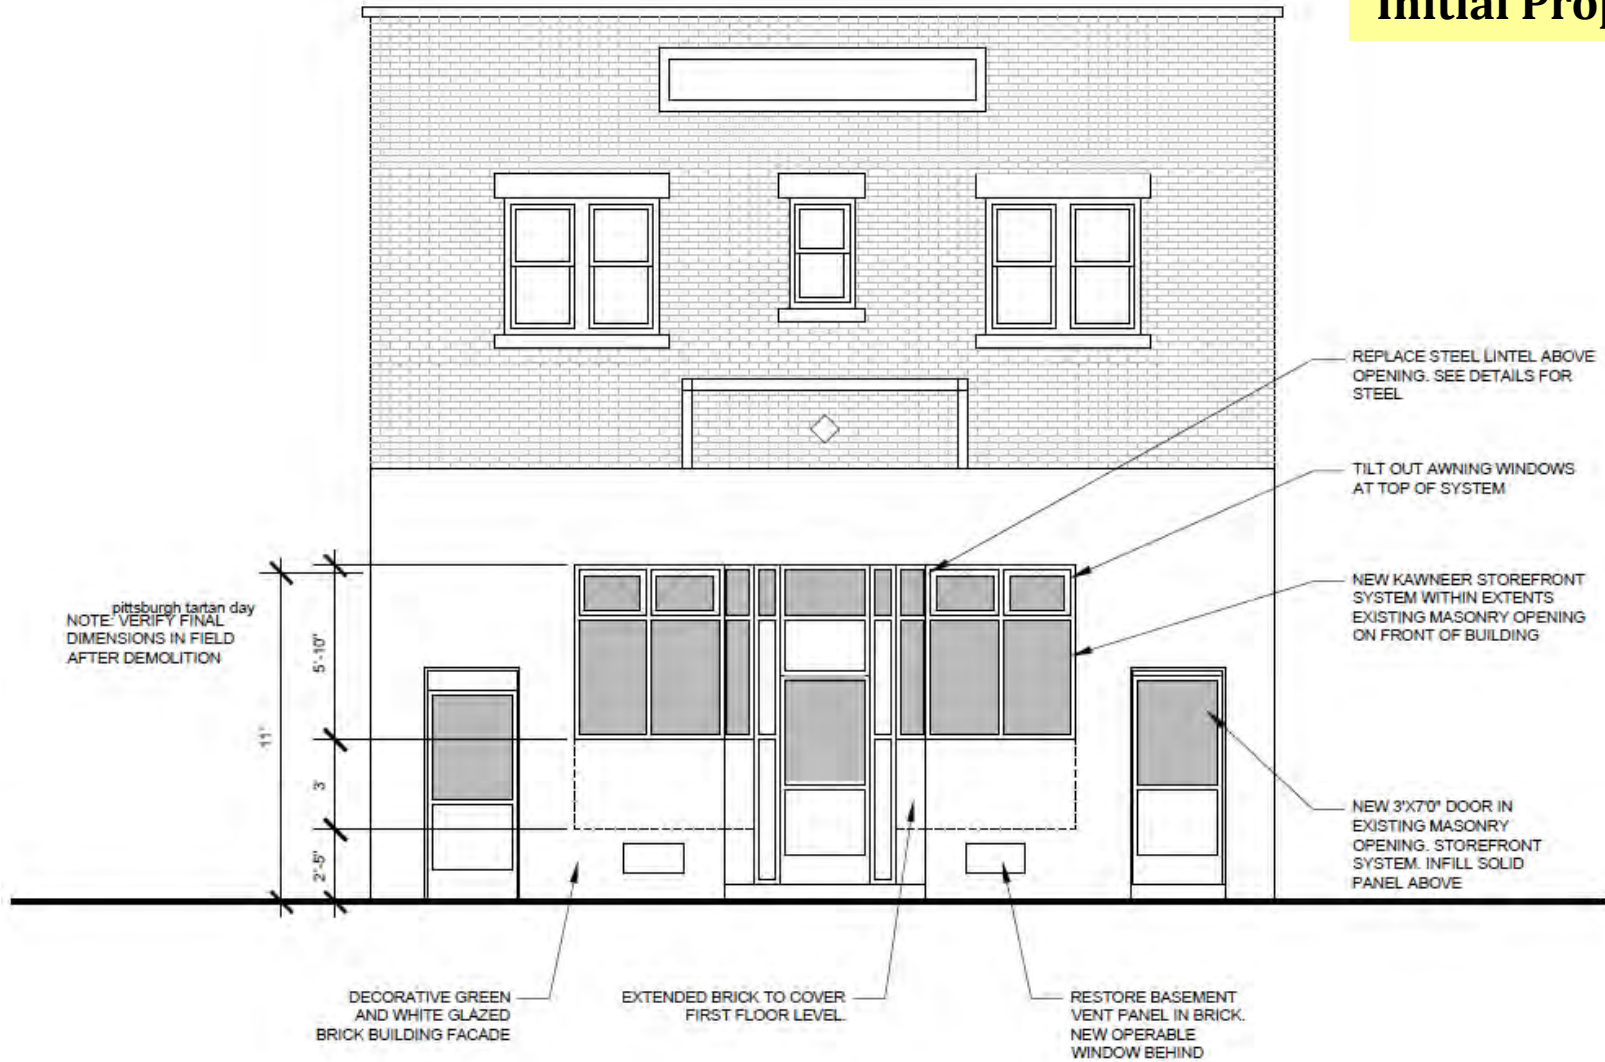 Initial Prop
REPLACE STEEL LINTEL ABOVE
OPENING. SEE DETAILS FOR
STEEL
TILT OUT AWNING WINDOWS
AT TOP OF SYSTEM
NEW KAWNEER STOREFRONT
SYSTEM WITHIN EXTENTS
EXISTING MASONRY OPENING
ON FRONT OF BUILDING
pittsburgh tartan day
NOTE: VERIFY FINAL
DIMENSIONS IN FIELD
AFTER DEMOLITION
5'-10"
11'
3'
2'-5"
NEW 3'X7'0" DOOR IN
EXISTING MASONRY
OPENING. STOREFRONT
SYSTEM. INFILL SOLID
PANEL ABOVE
DECORATIVE GREEN
AND WHITE GLAZED
BRICK BUILDING FACADE
EXTENDED BRICK TO COVER
FIRST FLOOR LEVEL.
RESTORE BASEMENT
VENT PANEL IN BRICK.
NEW OPERABLE
WINDOW BEHIND